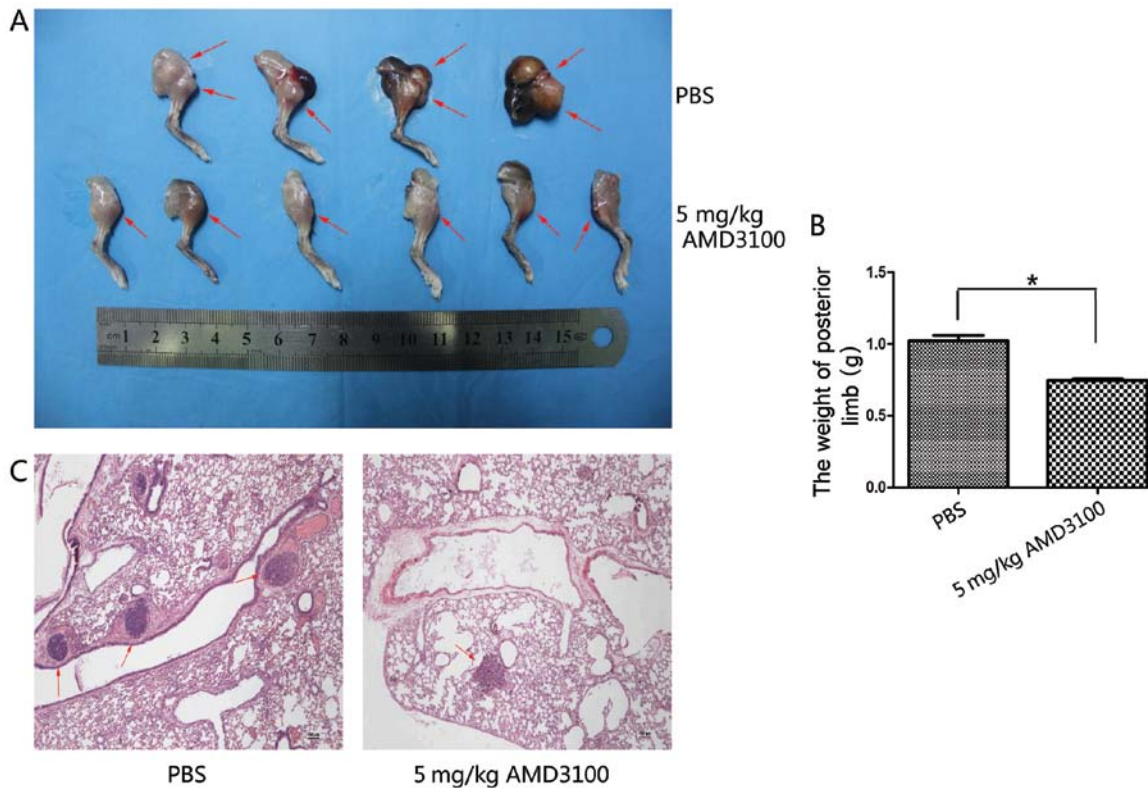 A
PBS
5 mg/kg
AMD3100
cm 1 2 3 4 5 6 7 8 9 10 11 12 13 14 15
B
The weight of posterior
limb (g)
1.5
1.0
0.5
0.0
*
PBS
5 mg/kg AMD3100
C
PBS
5 mg/kg AMD3100